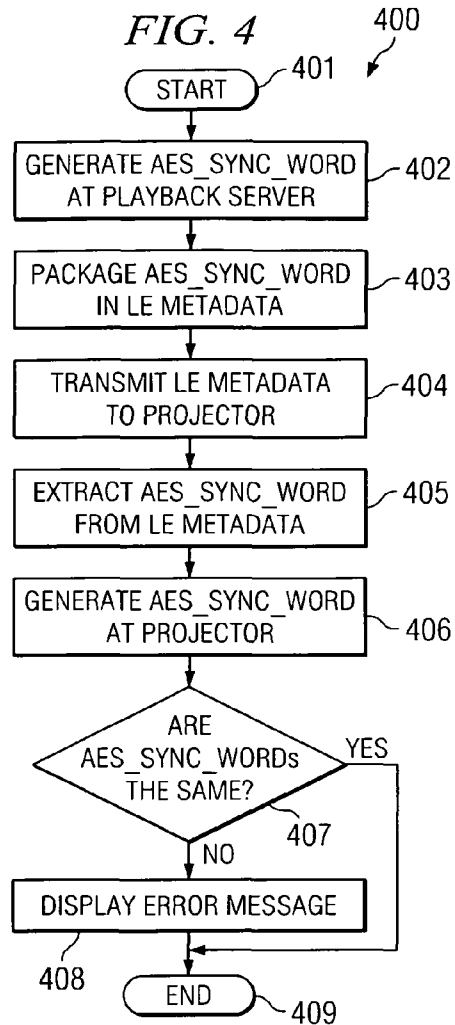 FIG. 4
400
START
401
GENERATE AES_SYNC_WORD
AT PLAYBACK SERVER
402
PACKAGE AES_SYNC_WORD
IN LE METADATA
403
TRANSMIT LE METADATA
TO PROJECTOR
404
EXTRACT AES_SYNC_WORD
FROM LE METADATA
405
GENERATE AES_SYNC_WORD
AT PROJECTOR
406
ARE
AES_SYNC_WORDs
THE SAME?
YES
407
NO
DISPLAY ERROR MESSAGE
408
END
409